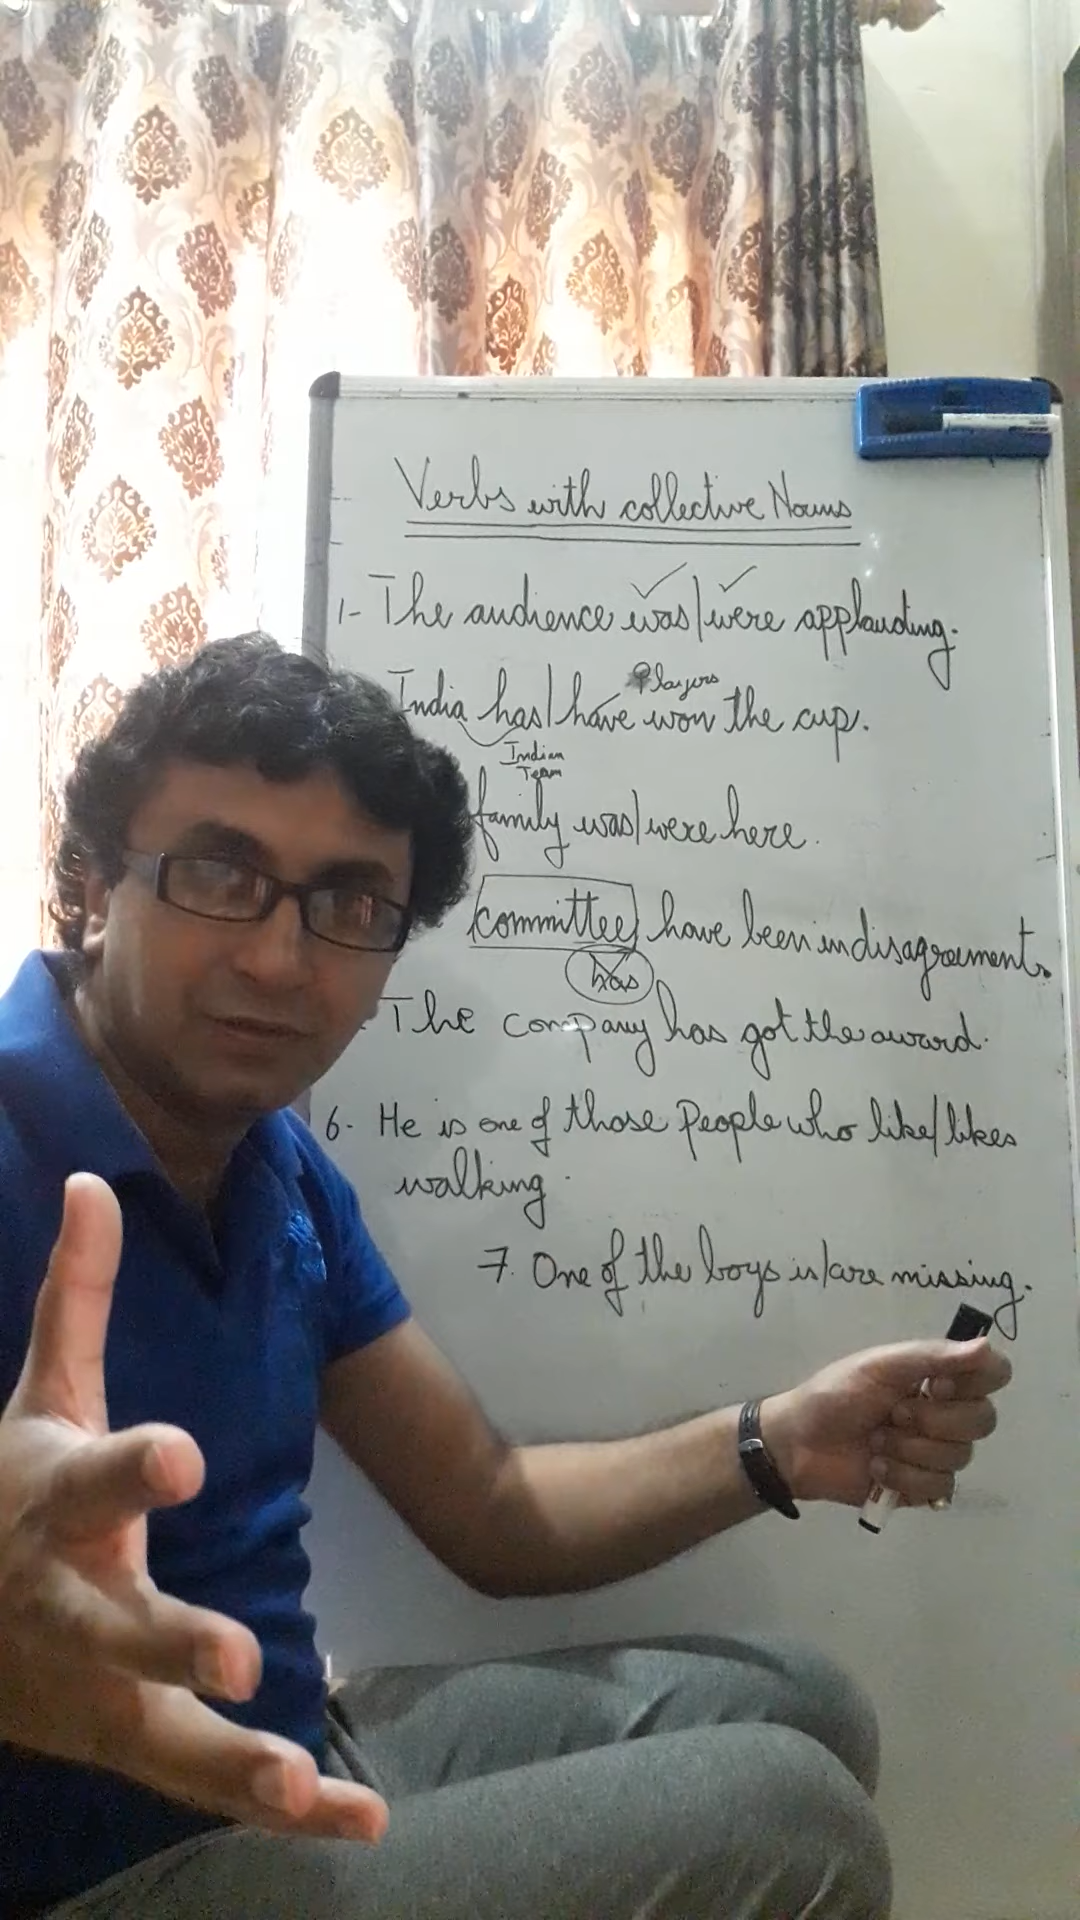 Verbs with collective Nouns
1- The audience was/were applauding.
Players
India has/have won the cup.
Indian
Team
family was/were here.
committee have been in disagreement.
has
The company has got the award.
6- He is one of those People who like/likes
walking.
7. One of the boys is/are missing.